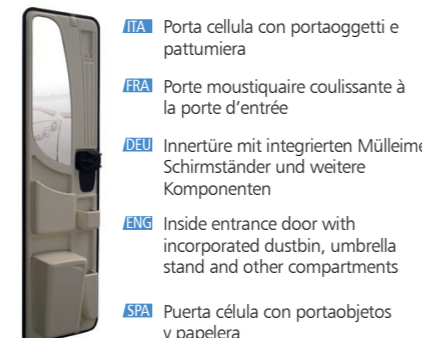 ITA Porta cellula con portaoggetti e
pattumiera
FRA Porte moustiquaire coulissante à
la porte d'entrée
DEU Innertüre mit integrierten Mülleime
Schirmständer und weitere
Komponenten
ENG Inside entrance door with
incorporated dustbin, umbrella
stand and other compartments
SPA Puerta célula con portaobjetos
y papelera